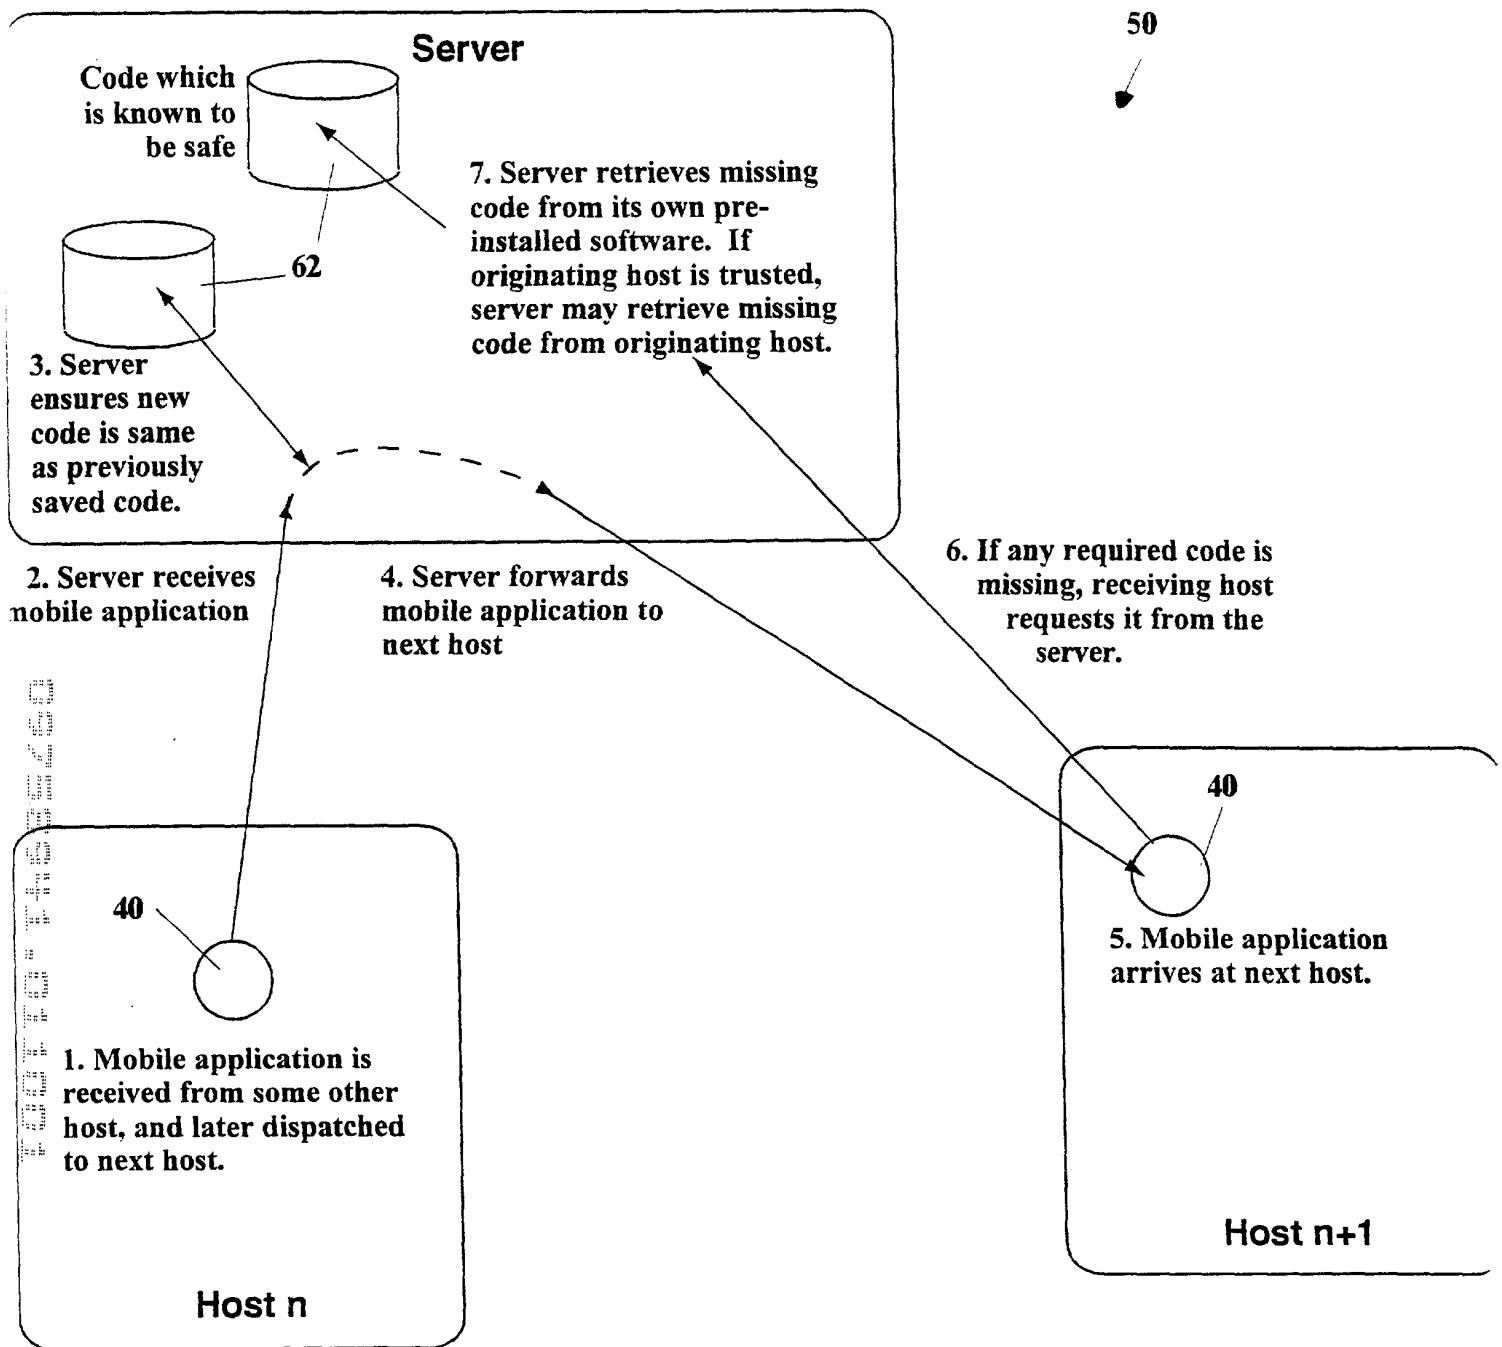 50
Server
Code which
is known to
be safe
62
7. Server retrieves missing
code from its own pre-
installed software. If
originating host is trusted,
server may retrieve missing
code from originating host.
3. Server
ensures new
code is same
as previously
saved code.
2. Server receives
mobile application
4. Server forwards
mobile application to
next host
6. If any required code is
missing, receiving host
requests it from the
server.
40
1. Mobile application is
received from some other
host, and later dispatched
to next host.
Host n
40
5. Mobile application
arrives at next host.
Host n+1